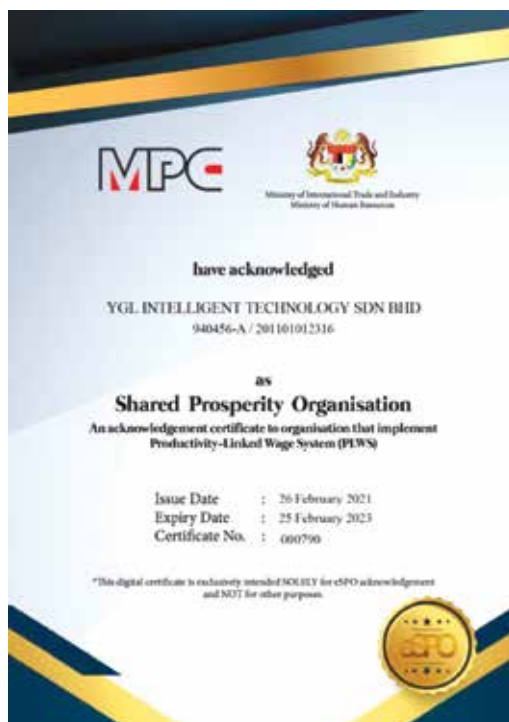 MPC
Ministry of International Trade and Industry
Ministry of Human Resources
have acknowledged
YGL INTELLIGENT TECHNOLOGY SDN BHD
940456-A / 201101012316
as
Shared Prosperity Organisation
An acknowledgement certificate to organisation that implement
Productivity-Linked Wage System (PLWS)
Issue Date : 26 February 2021
Expiry Date : 25 February 2023
Certificate No. : 000790
*This digital certificate is exclusively intended SOLELY for eSPO acknowledgement
and NOT for other purposes.
eSPO